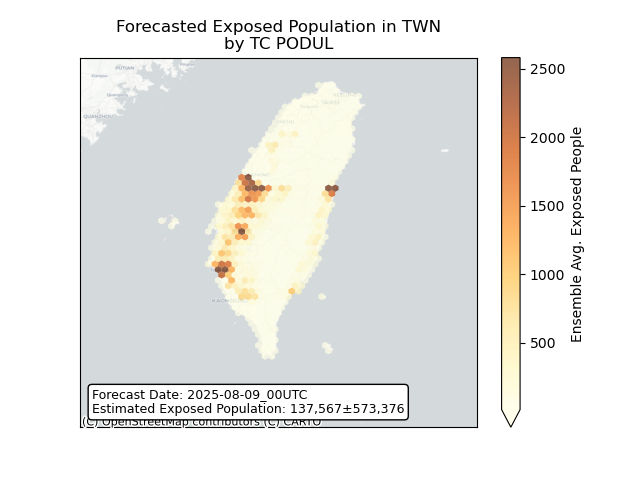 Forecasted Exposed Population in TWN
by TC PODUL
2500
2000
1500
1000
500
Ensemble Avg. Exposed People
Forecast Date: 2025-08-09_00UTC
Estimated Exposed Population: 137,567±573,376
(C) OpenStreetMap contributors (C) CARTO